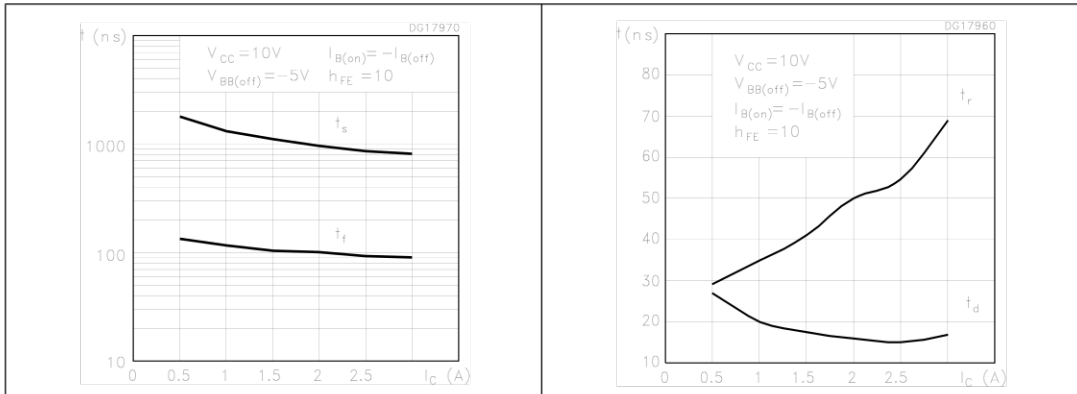 DG17970
t (ns)
V_CC=10V I_B(on)=-I_B(off)
V_BB(off)=-5V h_FE=10
t_s
1000
t_f
100
10
0 0.5 1 1.5 2 2.5 I_C (A)
DG17960
t(ns)
V_CC=10V
V_BB(off)=-5V
I_B(on)=-I_B(off)
h_FE=10
80
t_r
70
60
50
40
30
t_d
20
10
0 0.5 1 1.5 2 2.5 I_C (A)